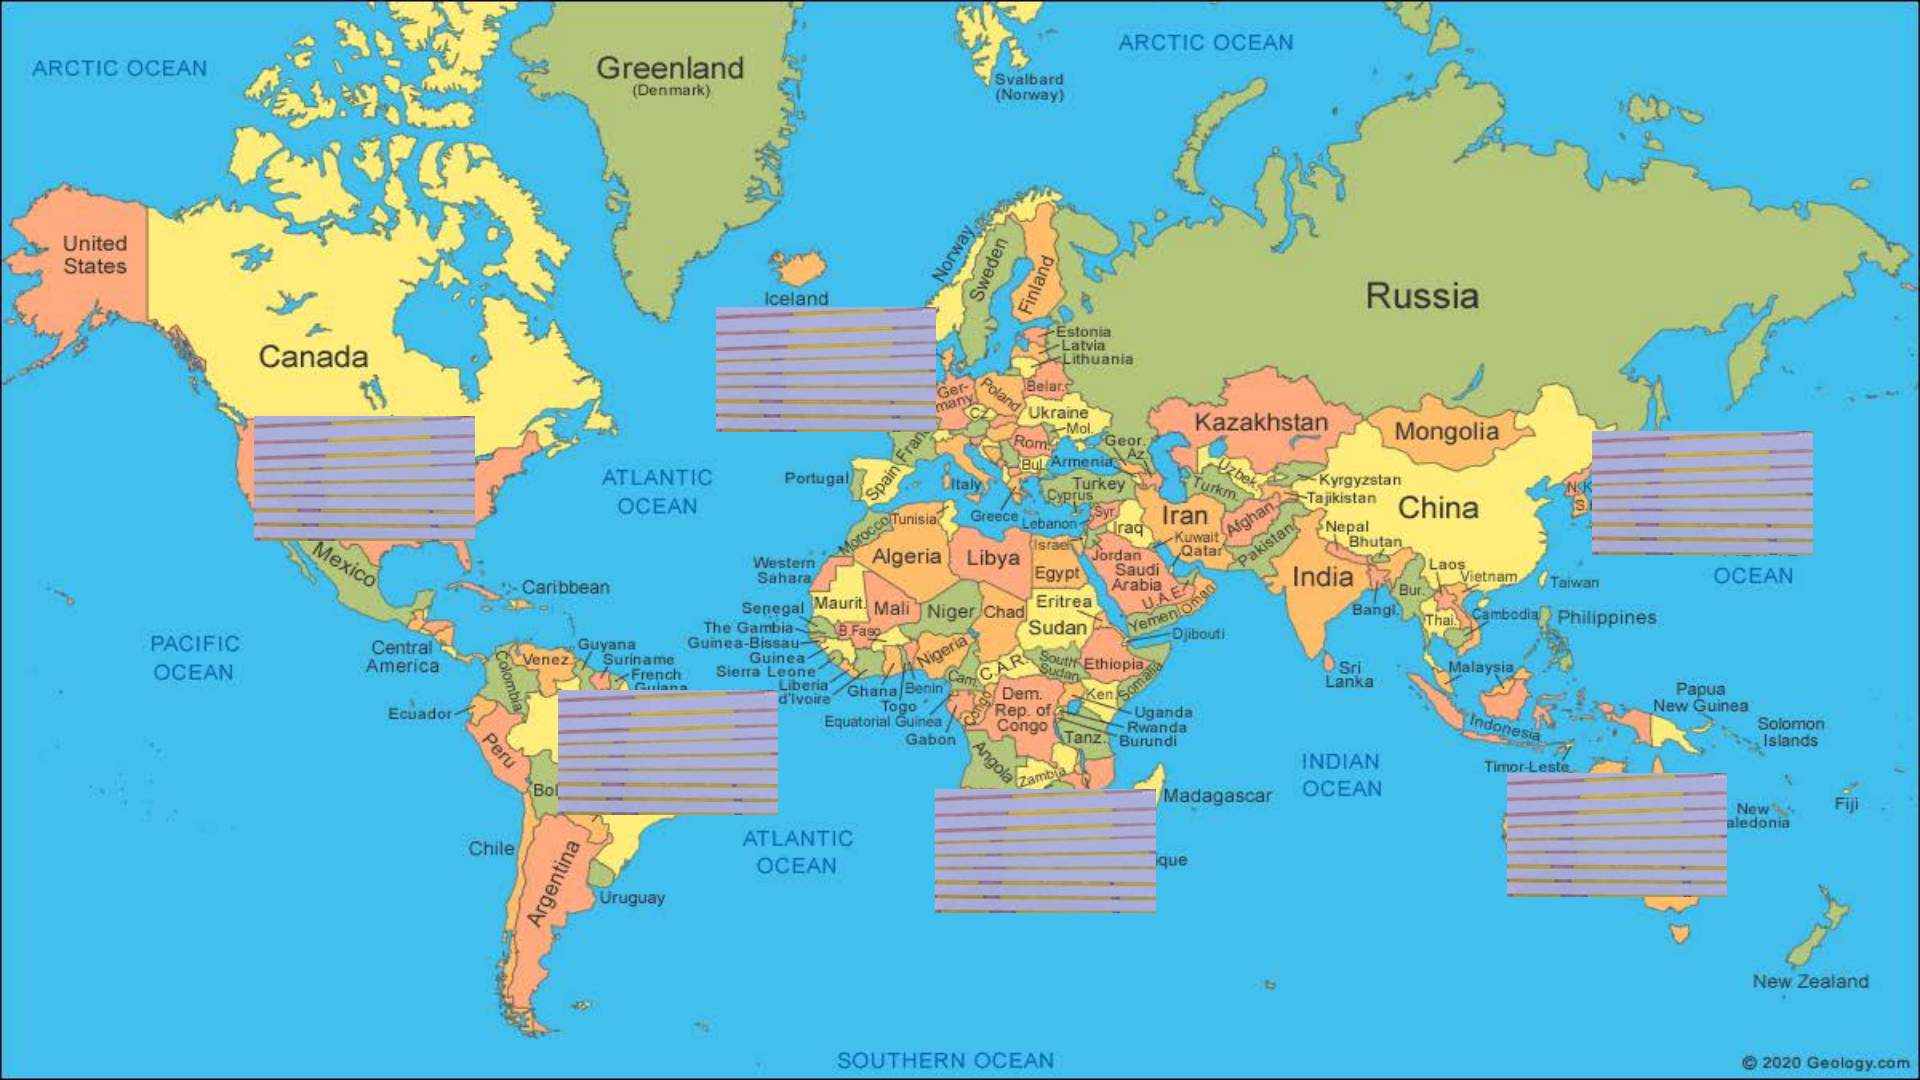 ARCTIC OCEAN
ARCTIC OCEAN
Greenland
(Denmark)
Svalbard
(Norway)
United
States
Canada
Iceland
Norway
Sweden
Finland
Russia
Estonia
Latvia
Lithuania
Belar.
Poland
Ger-
many
CZ.
Ukraine
Mol.
Rom.
Bul.
Kazakhstan
Mongolia
Geor.
Az.
Armenia
Uzbek.
Turkm.
Kyrgyzstan
Tajikistan
China
ATLANTIC
OCEAN
Portugal
Spain
Italy
Greece
Turkey
Cyprus
Lebanon
Syr.
Iraq
Iran
Afghan.
Pakistan
Nepal
Bhutan
Israel
Jordan
Kuwait
Qatar
Saudi
Arabia
U.A.E.
Oman
Yemen
India
Bangl.
Bur.
Laos
Vietnam
Thai.
Cambodia
Taiwan
Philippines
OCEAN
Mexico
Caribbean
Morocco
Tunisia
Algeria
Libya
Egypt
Western
Sahara
Maurit.
Mali
Niger
Chad
Eritrea
Sudan
Djibouti
Senegal
The Gambia
Guinea-Bissau
Guinea
Sierra Leone
Liberia
d'Ivoire
B.Faso
Ghana
Togo
Benin
Nigeria
Cam.
C.A.R.
South
Sudan
Ethiopia
Somalia
Equatorial Guinea
Gabon
Congo
Dem.
Rep. of
Congo
Ken.
Uganda
Rwanda
Burundi
Tanz.
Angola
Zambia
Madagascar
que
Sri
Lanka
Malaysia
Indonesia
Papua
New Guinea
Solomon
Islands
Timor-Leste
PACIFIC
OCEAN
Central
America
Guyana
Suriname
French
Guiana
Venez.
Colombia
Ecuador
Peru
Bol
Chile
Argentina
Uruguay
ATLANTIC
OCEAN
INDIAN
OCEAN
New
aledonia
Fiji
New Zealand
SOUTHERN OCEAN
© 2020 Geology.com